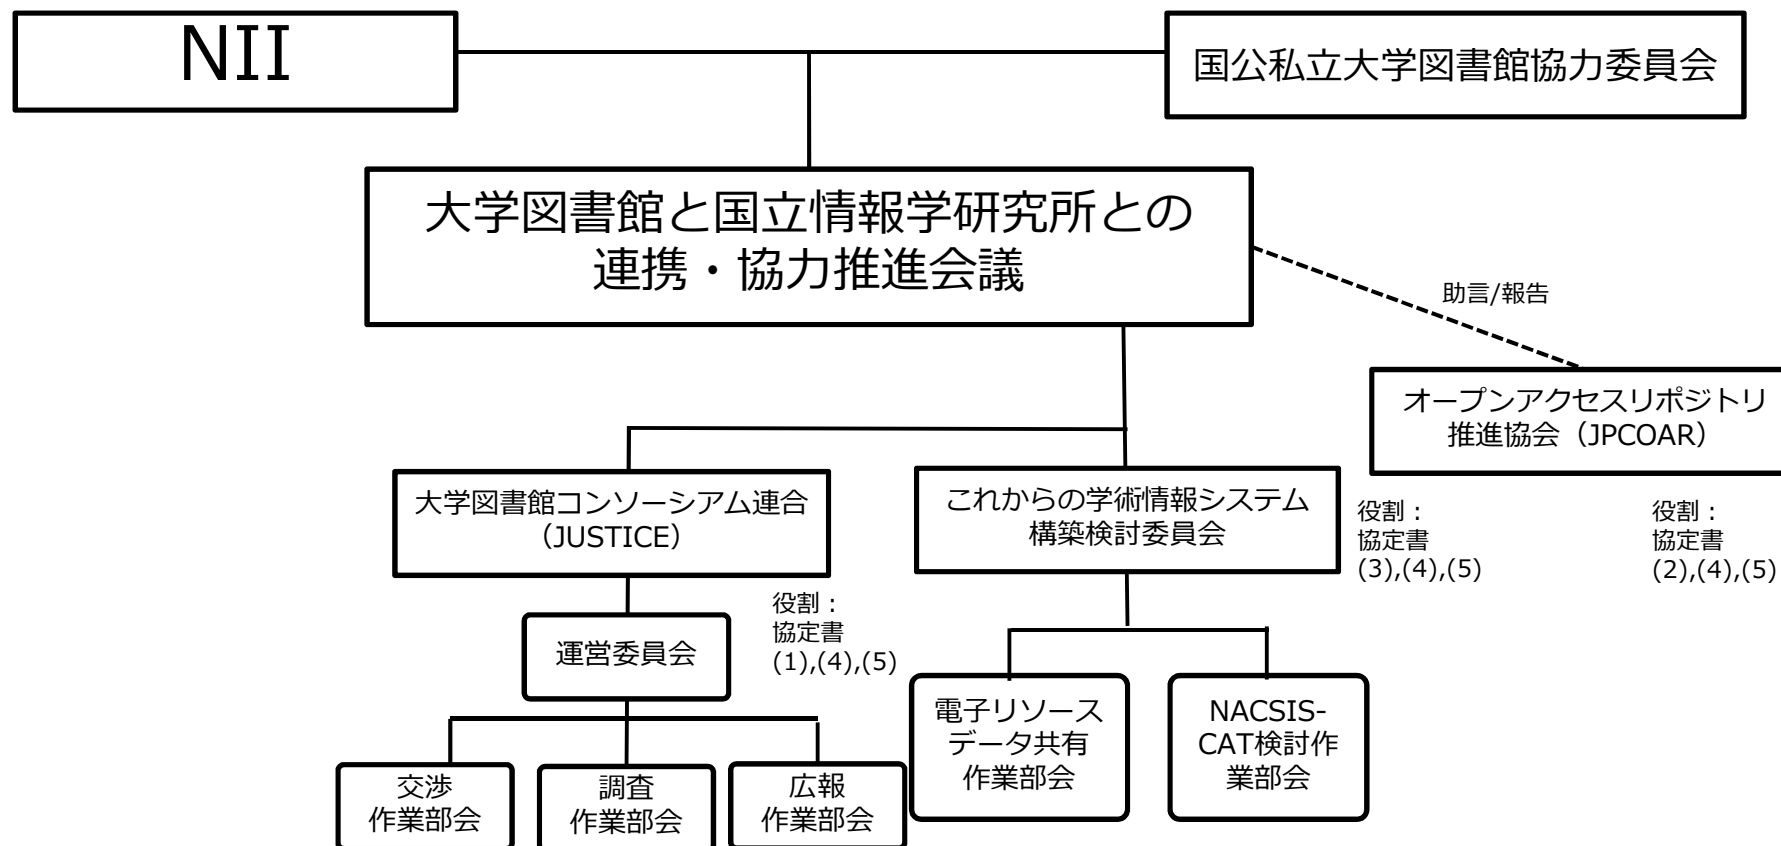 NII
国公私立大学図書館協力委員会
大学図書館と国立情報学研究所との
連携・協力推進会議
助言/報告
オープンアクセスリポジトリ
推進協会（JPCOAR）
大学図書館コンソーシアム連合
（JUSTICE）
これからの学術情報システム
構築検討委員会
役割：
協定書
(3),(4),(5)
役割：
協定書
(2),(4),(5)
役割：
協定書
(1),(4),(5)
運営委員会
電子リソース
データ共有
作業部会
NACSIS-
CAT検討作
業部会
交渉
作業部会
調査
作業部会
広報
作業部会